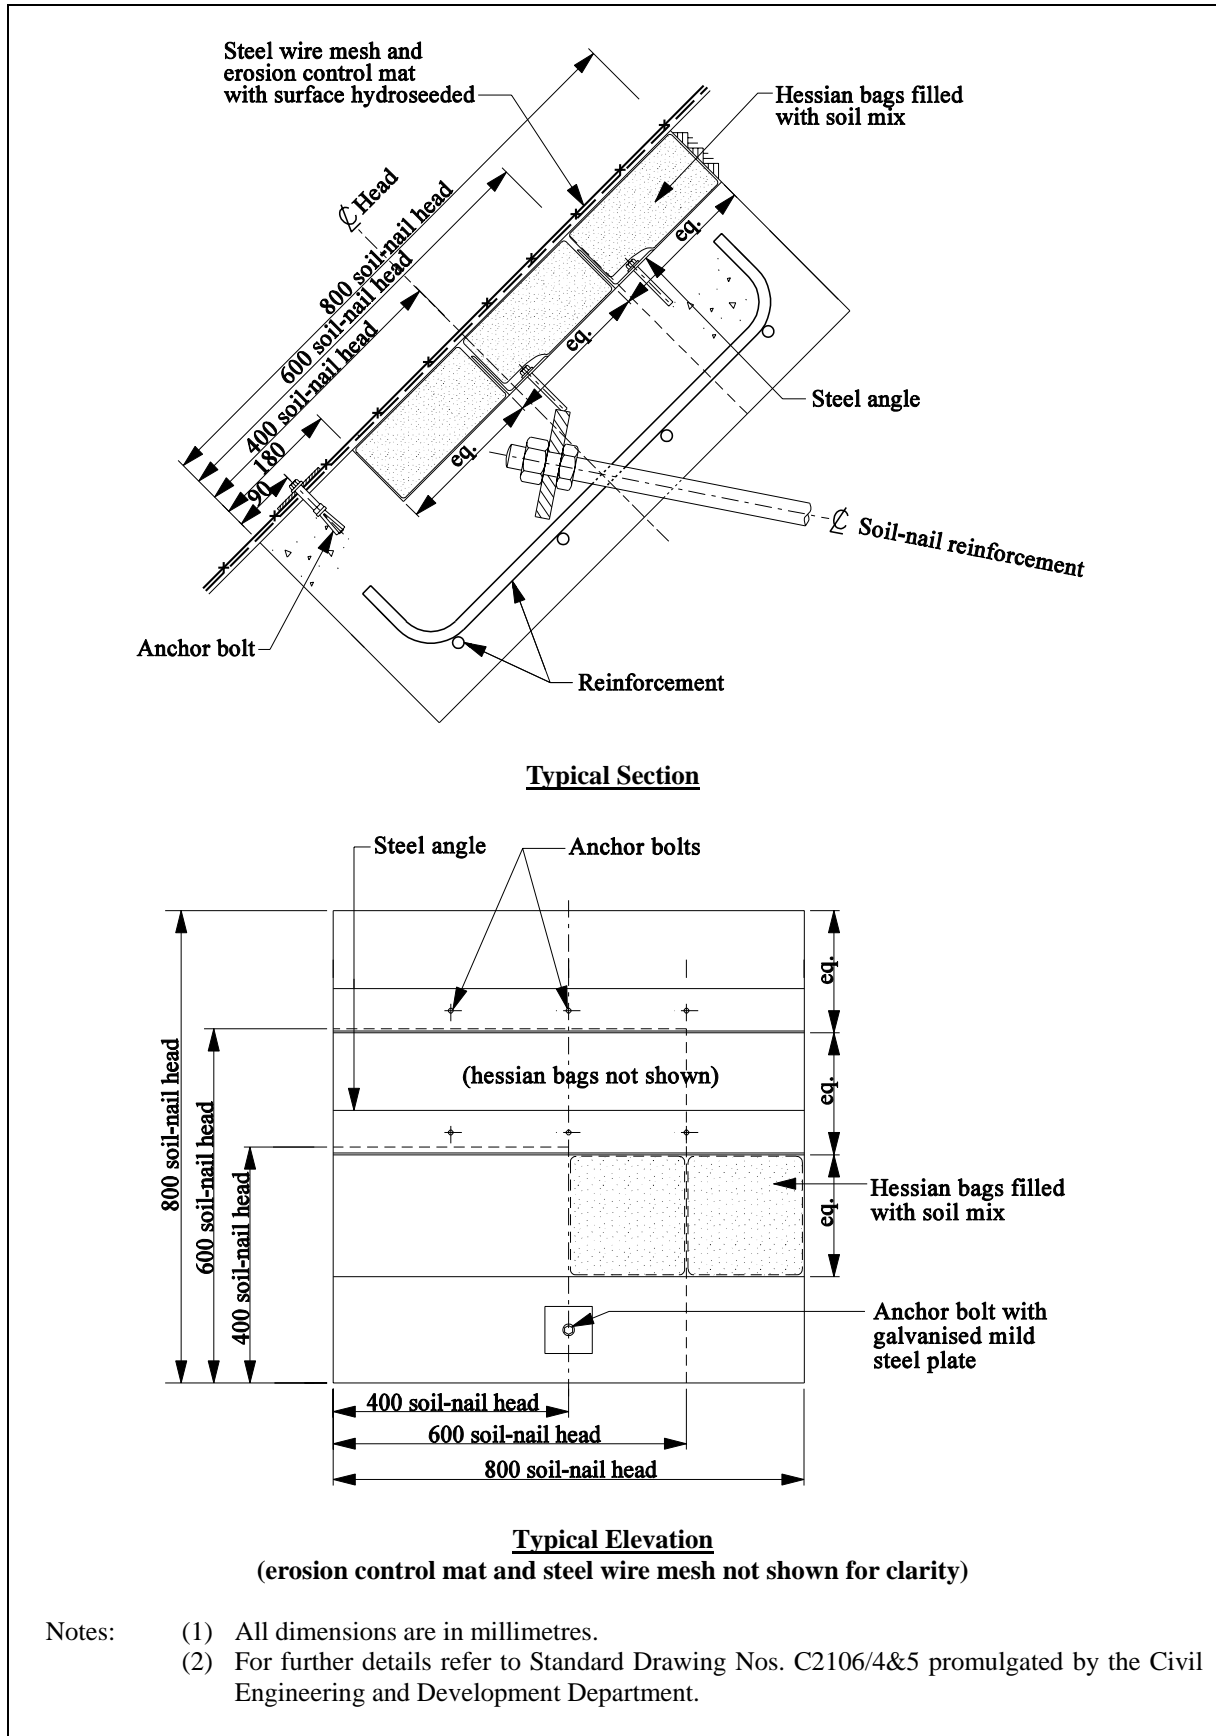 Steel wire mesh and
erosion control mat
with surface hydroseeded
Hessian bags filled
with soil mix
℄ Head
800 soil-nail head
600 soil-nail head
400 soil-nail head
180
90
eq.
eq.
eq.
Steel angle
℄ Soil-nail reinforcement
Anchor bolt
Reinforcement
Typical Section
Steel angle
Anchor bolts
800 soil-nail head
600 soil-nail head
400 soil-nail head
eq.
eq.
eq.
(hessian bags not shown)
Hessian bags filled
with soil mix
Anchor bolt with
galvanised mild
steel plate
400 soil-nail head
600 soil-nail head
800 soil-nail head
Typical Elevation
(erosion control mat and steel wire mesh not shown for clarity)
Notes: (1) All dimensions are in millimetres.
(2) For further details refer to Standard Drawing Nos. C2106/4&5 promulgated by the Civil
Engineering and Development Department.